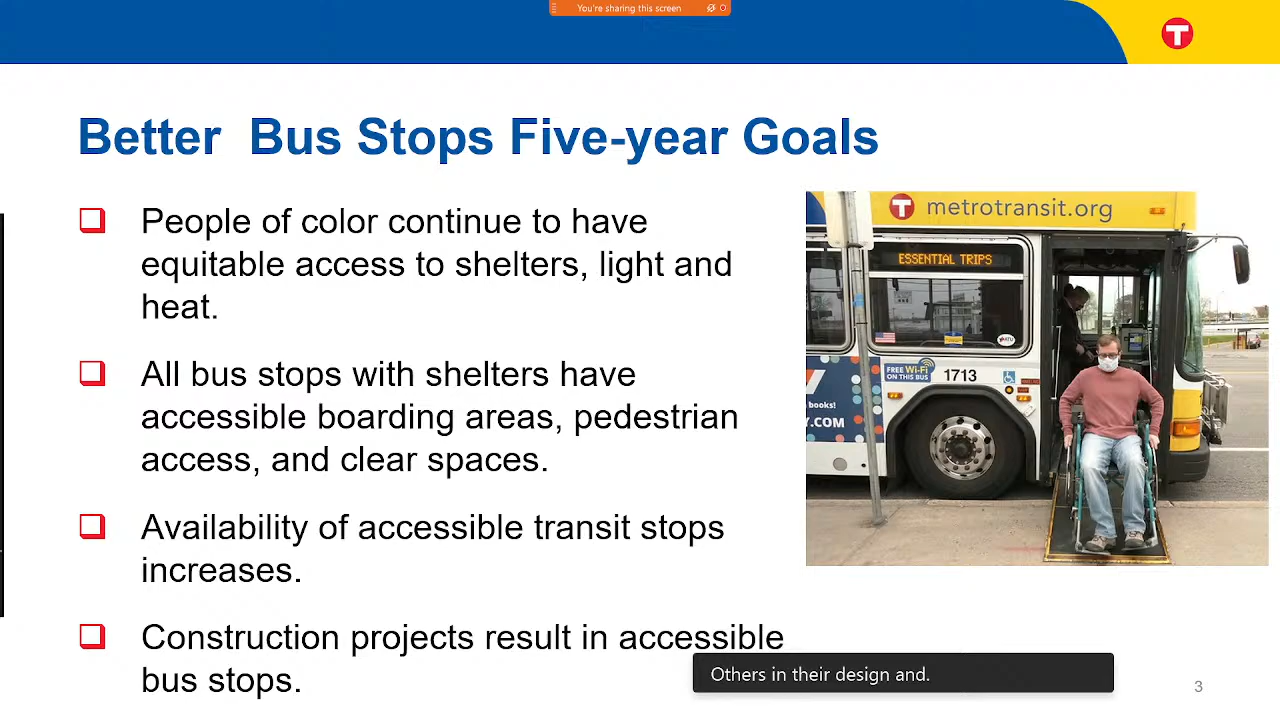 You're sharing this screen
T
Better Bus Stops Five-year Goals
People of color continue to have
equitable access to shelters, light and
heat.
All bus stops with shelters have
accessible boarding areas, pedestrian
access, and clear spaces.
Availability of accessible transit stops
increases.
Construction projects result in accessible
bus stops.
T metrotransit.org
ESSENTIAL TRIPS
FREE Wi-Fi
ON THIS BUS
1713
books!
Y.COM
Others in their design and.
3